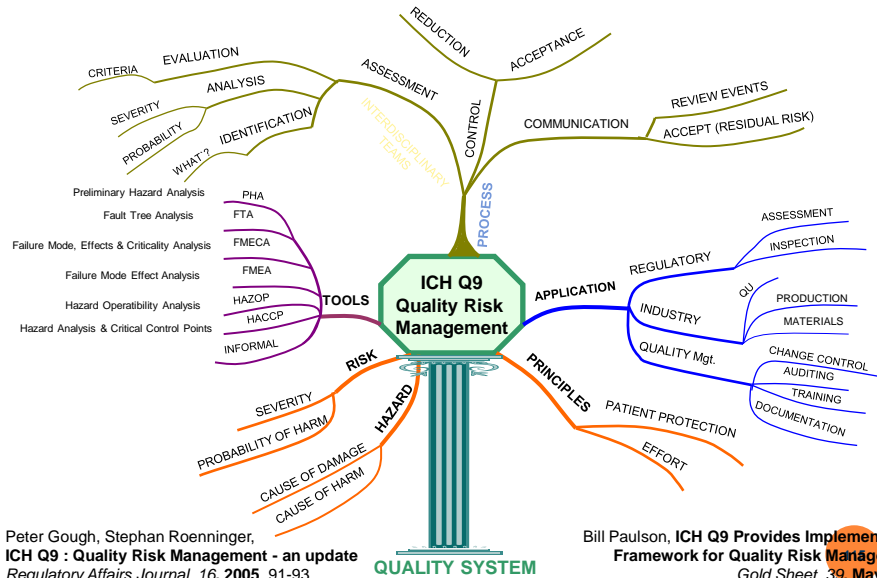 REDUCTION
ACCEPTANCE
EVALUATION
CRITERIA
ASSESSMENT
ANALYSIS
SEVERITY
PROBABILITY
IDENTIFICATION
WHAT´?
INTERDISCIPLINARY
TEAMS
CONTROL
COMMUNICATION
REVIEW EVENTS
ACCEPT (RESIDUAL RISK)
PROCESS
Preliminary Hazard Analysis PHA
Fault Tree Analysis FTA
Failure Mode, Effects & Criticality Analysis FMECA
Failure Mode Effect Analysis FMEA
Hazard Operatibility Analysis HAZOP
Hazard Analysis & Critical Control Points HACCP
INFORMAL
TOOLS
ICH Q9
Quality Risk
Management
APPLICATION
REGULATORY
ASSESSMENT
INSPECTION
INDUSTRY
QU
PRODUCTION
MATERIALS
QUALITY Mgt.
CHANGE CONTROL
AUDITING
TRAINING
DOCUMENTATION
RISK
SEVERITY
PROBABILITY OF HARM
HAZARD
CAUSE OF DAMAGE
CAUSE OF HARM
PRINCIPLES
PATIENT PROTECTION
EFFORT
QUALITY SYSTEM
Peter Gough, Stephan Roenninger,
ICH Q9 : Quality Risk Management - an update
Regulatory Affairs Journal, 16, 2005, 91-93
Bill Paulson, ICH Q9 Provides Implemen
Framework for Quality Risk Manage
Gold Sheet, 39, May